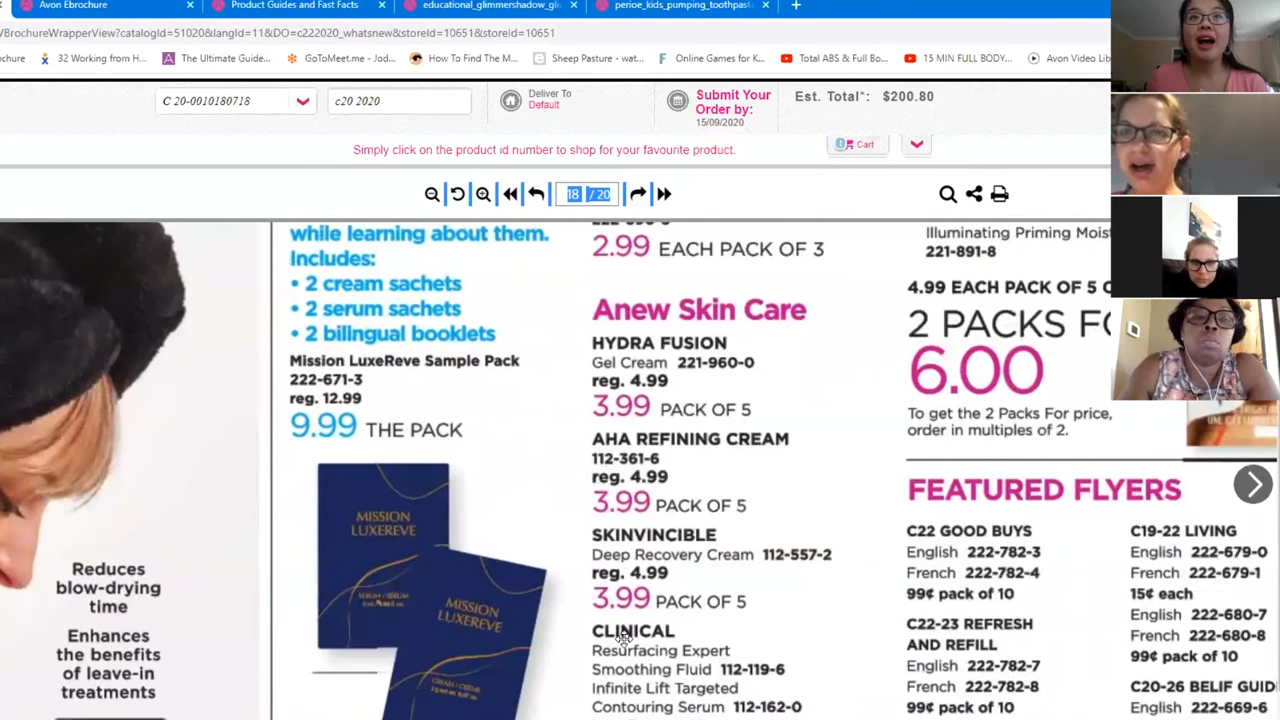 Avon Ebrochure
Product Guides and Fast Facts
educational_glimmershadow_gli
perioe_kids_pumping_toothpast
/BrochureWrapperView?catalogId=51020&langId=11&DO=c222020_whatsnew&storeId=10651&storeId=10651
32 Working from H...
The Ultimate Guide...
GoToMeet.me - Jod...
How To Find The M...
Sheep Pasture - wat...
Online Games for K...
Total ABS & Full Bo...
15 MIN FULL BODY...
Avon Video Lib
C 20-0010180718
c20 2020
Deliver To
Default
Submit Your
Order by:
15/09/2020
Est. Total*: $200.80
Simply click on the product id number to shop for your favourite product.
Cart
18 / 20
while learning about them.
Includes:
• 2 cream sachets
• 2 serum sachets
• 2 bilingual booklets
Mission LuxeReve Sample Pack
222-671-3
reg. 12.99
9.99 THE PACK
MISSION
LUXEREVE
MISSION
LUXEREVE
Reduces
blow-drying
time
Enhances
the benefits
of leave-in
treatments
2.99 EACH PACK OF 3
Anew Skin Care
HYDRA FUSION
Gel Cream 221-960-0
reg. 4.99
3.99 PACK OF 5
AHA REFINING CREAM
112-361-6
reg. 4.99
3.99 PACK OF 5
SKINVINCIBLE
Deep Recovery Cream 112-557-2
reg. 4.99
3.99 PACK OF 5
CLINICAL
Resurfacing Expert
Smoothing Fluid 112-119-6
Infinite Lift Targeted
Contouring Serum 112-162-0
Illuminating Priming Moist
221-891-8
4.99 EACH PACK OF 5
2 PACKS FO
6.00
To get the 2 Packs For price,
order in multiples of 2.
FEATURED FLYERS
C22 GOOD BUYS
English 222-782-3
French 222-782-4
99¢ pack of 10
C22-23 REFRESH
AND REFILL
English 222-782-7
French 222-782-8
99¢ pack of 10
C19-22 LIVING
English 222-679-0
French 222-679-1
15¢ each
English 222-680-7
French 222-680-8
99¢ pack of 10
C20-26 BELIF GUID
English 222-669-6